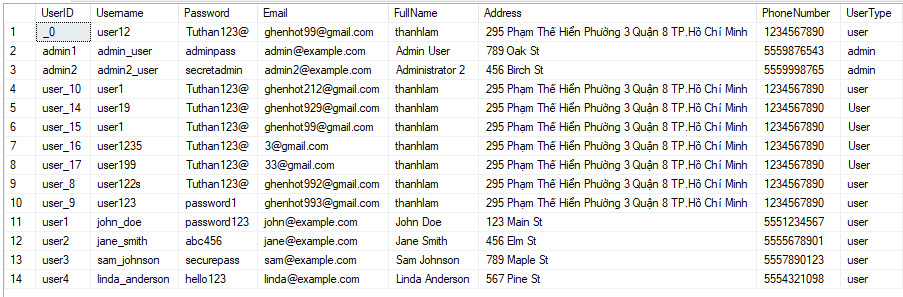 UserID Username Password Email FullName Address PhoneNumber UserType
1 _0 user12 Tuthan123@ ghenhot99@gmail.com thanhlam 295 Phạm Thế Hiển Phường 3 Quận 8 TP.Hồ Chí Minh 1234567890 user
2 admin1 admin_user adminpass admin@example.com Admin User 789 Oak St 5559876543 admin
3 admin2 admin2_user secretadmin admin2@example.com Administrator 2 456 Birch St 5559998765 admin
4 user_10 user1 Tuthan123@ ghenhot212@gmail.com thanhlam 295 Phạm Thế Hiển Phường 3 Quận 8 TP.Hồ Chí Minh 1234567890 user
5 user_14 user19 Tuthan123@ ghenhot929@gmail.com thanhlam 295 Phạm Thế Hiển Phường 3 Quận 8 TP.Hồ Chí Minh 1234567890 User
6 user_15 user1 Tuthan123@ ghenhot99@gmail.com thanhlam 295 Phạm Thế Hiển Phường 3 Quận 8 TP.Hồ Chí Minh 1234567890 User
7 user_16 user1235 Tuthan123@ 3@gmail.com thanhlam 295 Phạm Thế Hiển Phường 3 Quận 8 TP.Hồ Chí Minh 1234567890 User
8 user_17 user199 Tuthan123@ 33@gmail.com thanhlam 295 Phạm Thế Hiển Phường 3 Quận 8 TP.Hồ Chí Minh 1234567890 User
9 user_8 user122s Tuthan123@ ghenhot992@gmail.com thanhlam 295 Phạm Thế Hiển Phường 3 Quận 8 TP.Hồ Chí Minh 1234567890 user
10 user_9 user123 password1 ghenhot993@gmail.com thanhlam 295 Phạm Thế Hiển Phường 3 Quận 8 TP.Hồ Chí Minh 1234567890 user
11 user1 john_doe password123 john@example.com John Doe 123 Main St 5551234567 user
12 user2 jane_smith abc456 jane@example.com Jane Smith 456 Elm St 5555678901 user
13 user3 sam_johnson securepass sam@example.com Sam Johnson 789 Maple St 5557890123 user
14 user4 linda_anderson hello123 linda@example.com Linda Anderson 567 Pine St 5554321098 user